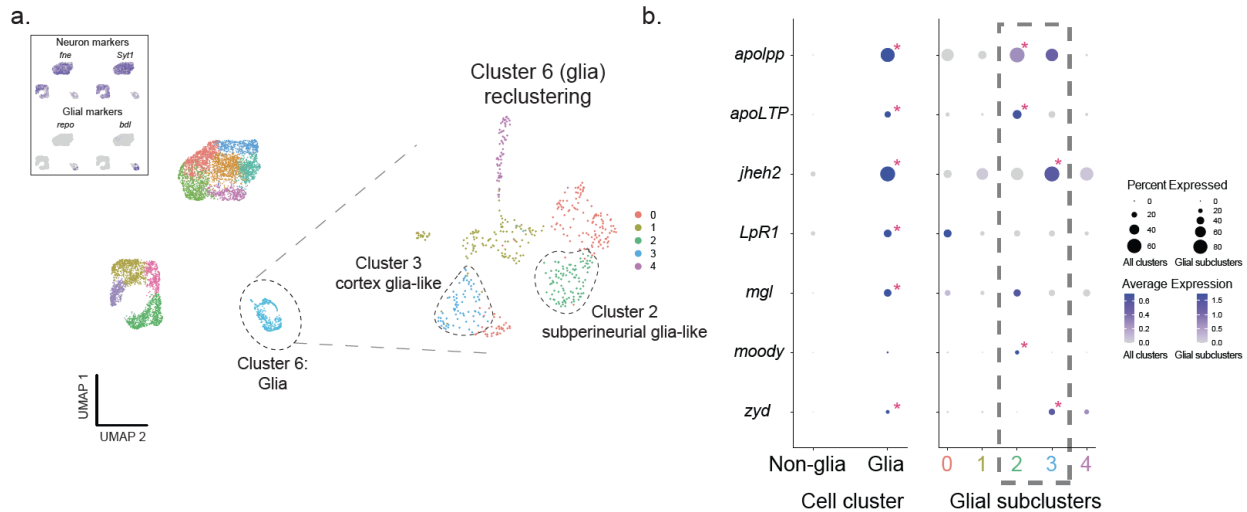 a.
Neuron markers
fne Syt1
Glial markers
repo bdl
Cluster 6 (glia)
reclustering
0
1
2
3
4
Cluster 3
cortex glia-like
Cluster 2
subperineurial glia-like
Cluster 6:
Glia
UMAP 1
UMAP 2
b.
apolpp * *
apoLTP * *
jheh2 * *
LpR1 *
mgl *
moody *
zyd * *
Non-glia Glia 0 1 2 3 4
Cell cluster Glial subclusters
Percent Expressed
0 0
20 20
40 40
60 60
80
All clusters Glial subclusters
Average Expression
0.6 1.5
0.4 1.0
0.2 0.5
0.0 0.0
All clusters Glial subclusters